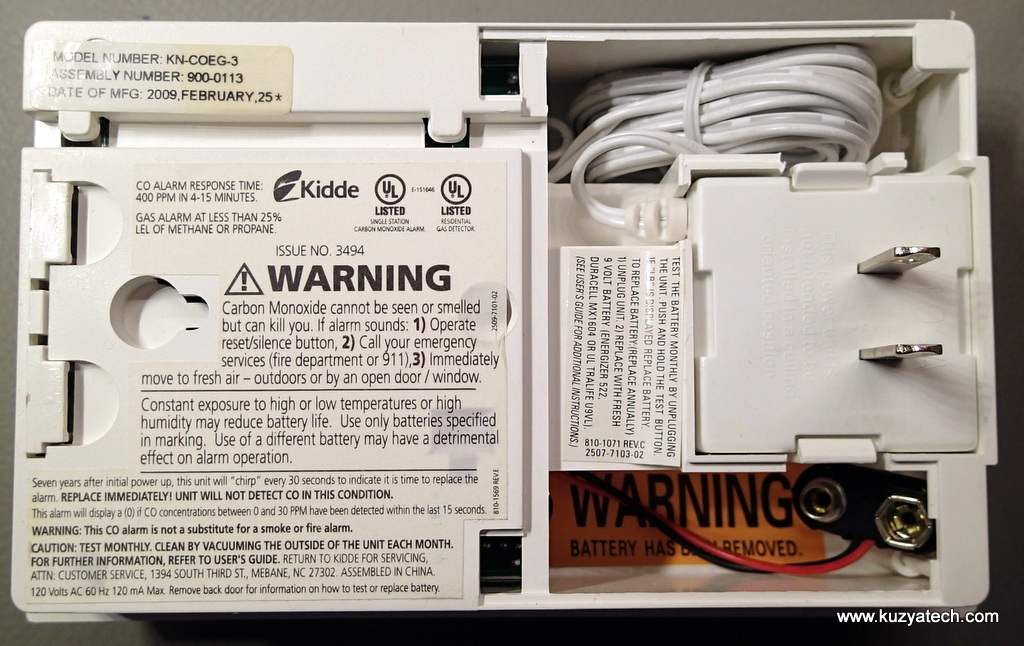 MODEL NUMBER: KN-COEG-3
ASSEMBLY NUMBER: 900-0113
DATE OF MFG: 2009,FEBRUARY,25*
CO ALARM RESPONSE TIME:
400 PPM IN 4-15 MINUTES.
GAS ALARM AT LESS THAN 25%
LEL OF METHANE OR PROPANE.
Kidde
UL
LISTED
SINGLE STATION
CARBON MONOXIDE ALARM
E-151646
UL
LISTED
RESIDENTIAL
GAS DETECTOR
ISSUE NO. 3494
WARNING
Carbon Monoxide cannot be seen or smelled
but can kill you. If alarm sounds: 1) Operate
reset/silence button, 2) Call your emergency
services (fire department or 911),3) Immediately
move to fresh air – outdoors or by an open door / window.
2509-7101-02
Constant exposure to high or low temperatures or high
humidity may reduce battery life. Use only batteries specified
in marking. Use of a different battery may have a detrimental
effect on alarm operation.
Seven years after initial power up, this unit will "chirp" every 30 seconds to indicate it is time to replace the
alarm. REPLACE IMMEDIATELY! UNIT WILL NOT DETECT CO IN THIS CONDITION.
This alarm will display a (0) if CO concentrations between 0 and 30 PPM have been detected within the last 15 seconds.
WARNING: This CO alarm is not a substitute for a smoke or fire alarm.
CAUTION: TEST MONTHLY. CLEAN BY VACUUMING THE OUTSIDE OF THE UNIT EACH MONTH.
FOR FURTHER INFORMATION, REFER TO USER'S GUIDE. RETURN TO KIDDE FOR SERVICING,
ATTN: CUSTOMER SERVICE, 1394 SOUTH THIRD ST., MEBANE, NC 27302. ASSEMBLED IN CHINA.
120 Volts AC 60 Hz 120 mA Max. Remove back door for information on how to test or replace battery.
810-1569 REV.E
TEST THE BATTERY MONTHLY BY UNPLUGGING
THE UNIT. PUSH AND HOLD THE TEST BUTTON.
IS DISPLAYED REPLACE BATTERY.
TO REPLACE BATTERY:(REPLACE ANNUALLY)
1) UNPLUG UNIT. 2) REPLACE WITH FRESH
9 VOLT BATTERY (ENERGIZER 522,
DURACELL MX1604 OR ULTRALIFE U9VL).
(SEE USER'S GUIDE FOR ADDITIONAL INSTRUCTIONS.)
810-1071 REV.C
2507-7103-02
WARNING
BATTERY HAS BEEN REMOVED.
www.kuzyatech.com